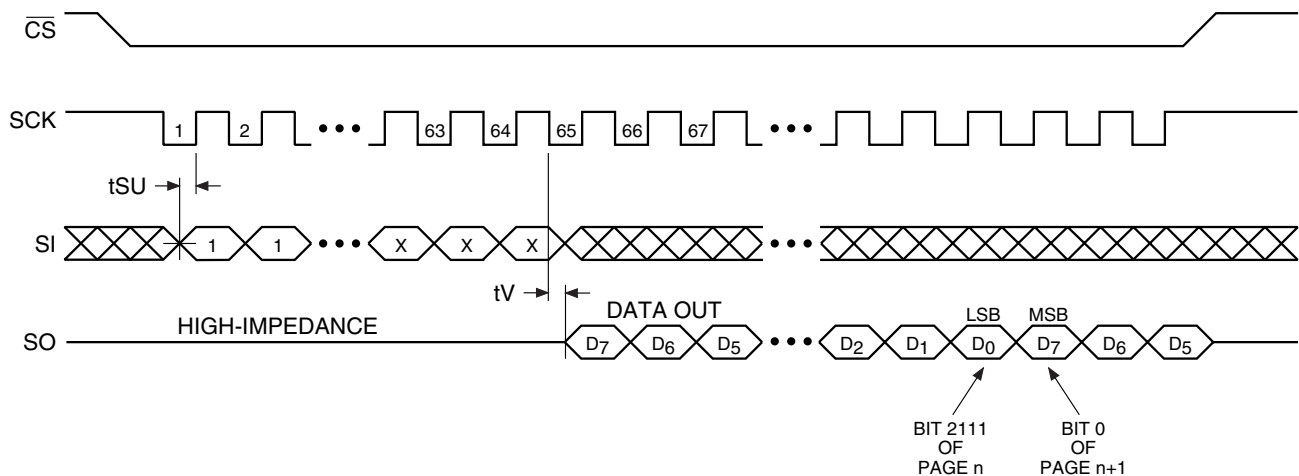 CS
SCK
1 2 63 64 65 66 67
tSU
SI
1 1 X X X
tV
HIGH-IMPEDANCE
DATA OUT
LSB MSB
SO
D7 D6 D5 D2 D1 D0 D7 D6 D5
BIT 2111
OF
PAGE n
BIT 0
OF
PAGE n+1